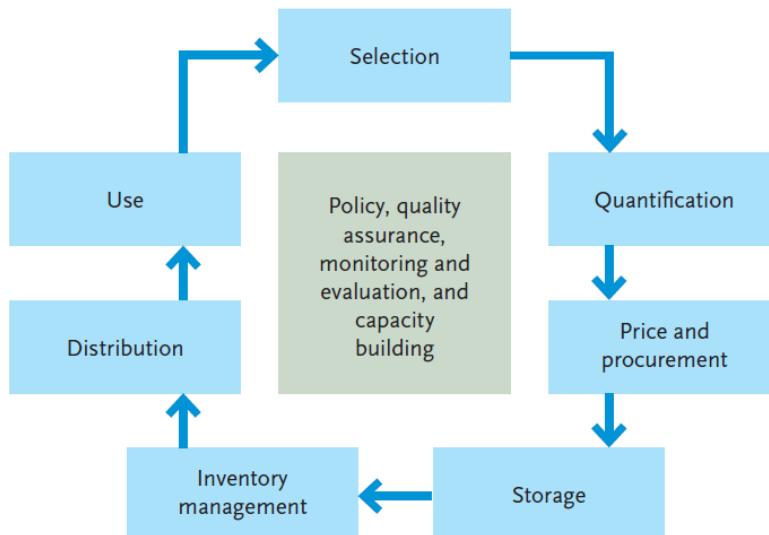 Selection
Quantification
Price and
procurement
Storage
Inventory
management
Distribution
Use
Policy, quality
assurance,
monitoring and
evaluation, and
capacity
building